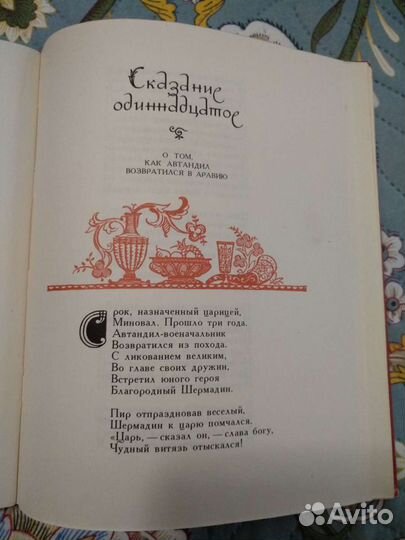 Сказание
одиннадцатое
О ТОМ,
КАК АВТАНДИЛ
ВОЗВРАТИЛСЯ В АРАВИЮ
Срок, назначенный царицей,
Миновал. Прошло три года.
Автандил-военачальник
Возвратился из похода.
С ликованием великим,
Во главе своих дружин,
Встретил юного героя
Благородный Шермадин.
Пир отпраздновав веселый,
Шермадин к царю помчался.
«Царь, — сказал он, — слава богу,
Чудный витязь отыскался!
Avito